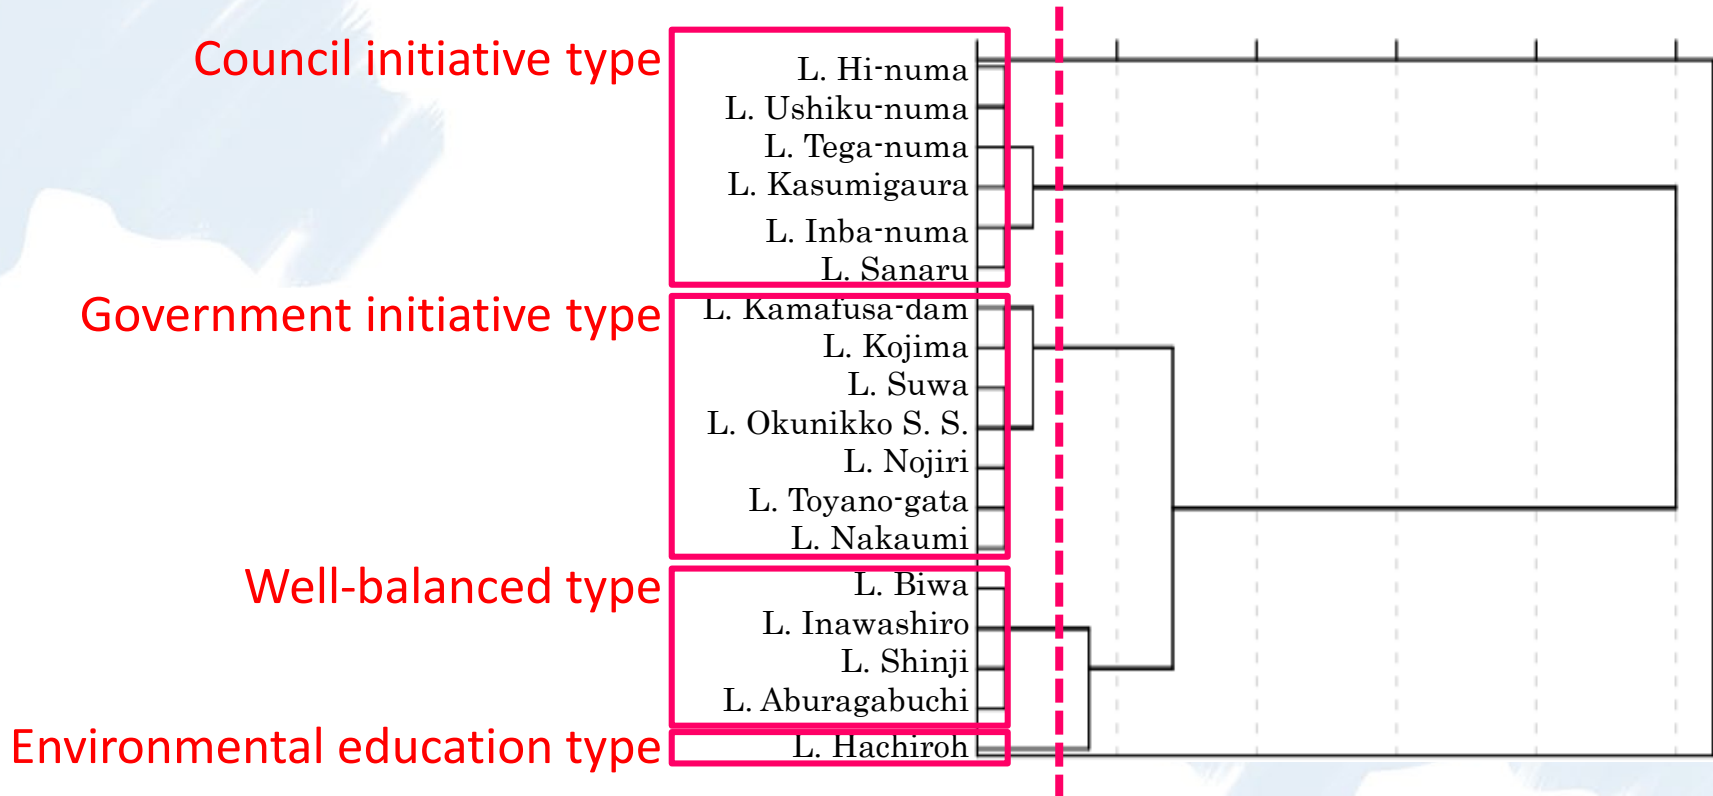 Council initiative type
L. Hi-numa
L. Ushiku-numa
L. Tega-numa
L. Kasumigaura
L. Inba-numa
L. Sanaru
Government initiative type
L. Kamafusa-dam
L. Kojima
L. Suwa
L. Okunikko S. S.
L. Nojiri
L. Toyano-gata
L. Nakaumi
Well-balanced type
L. Biwa
L. Inawashiro
L. Shinji
L. Aburagabuchi
Environmental education type
L. Hachiroh